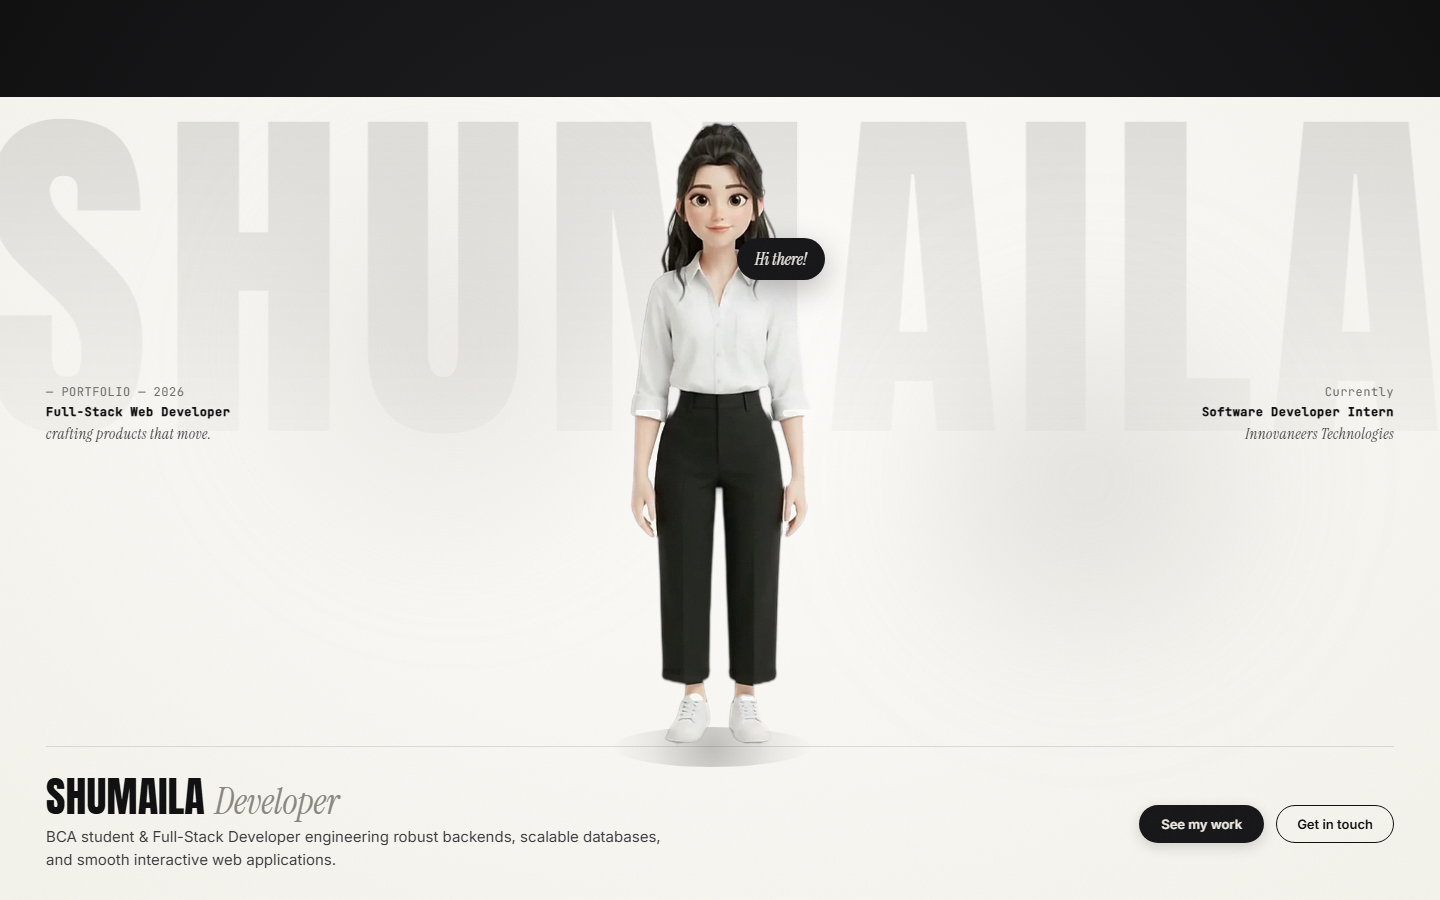 SHUMAILA
Hi there!
— PORTFOLIO — 2026
Full-Stack Web Developer
crafting products that move.
Currently
Software Developer Intern
Innovaneers Technologies
SHUMAILA Developer
BCA student & Full-Stack Developer engineering robust backends, scalable databases,
and smooth interactive web applications.
See my work
Get in touch